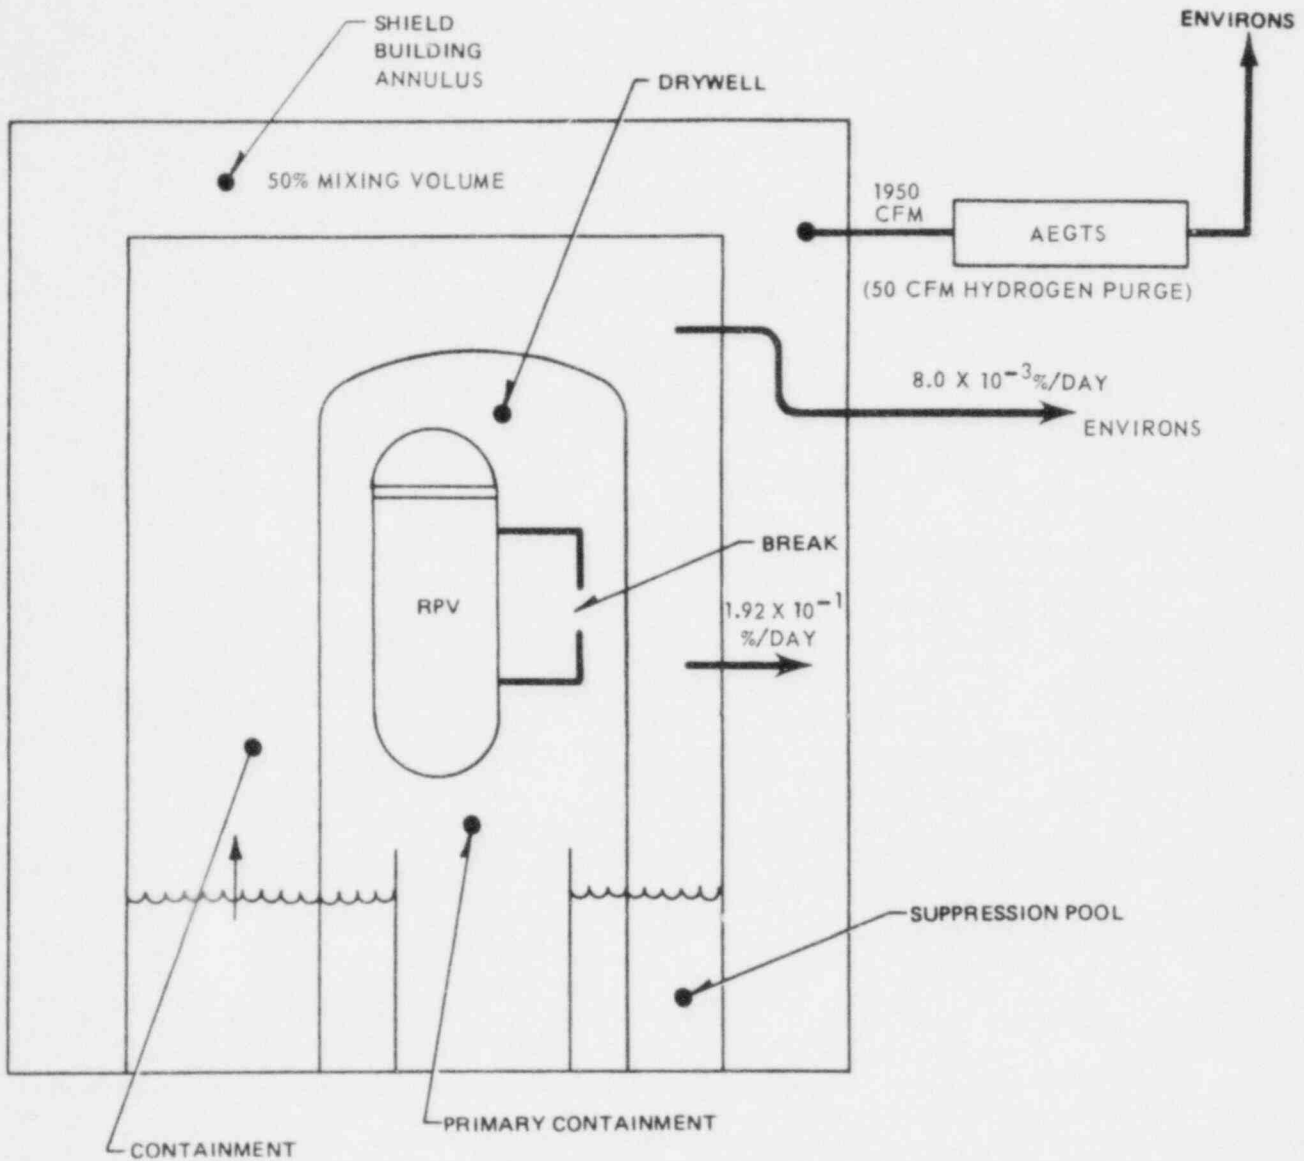 SHIELD
BUILDING
ANNULUS
ENVIRONS
DRYWELL
50% MIXING VOLUME
1950
CFM
AEGTS
(50 CFM HYDROGEN PURGE)
8.0 X 10⁻³%/DAY
ENVIRONS
BREAK
RPV
1.92 X 10⁻¹
%/DAY
SUPPRESSION POOL
PRIMARY CONTAINMENT
CONTAINMENT